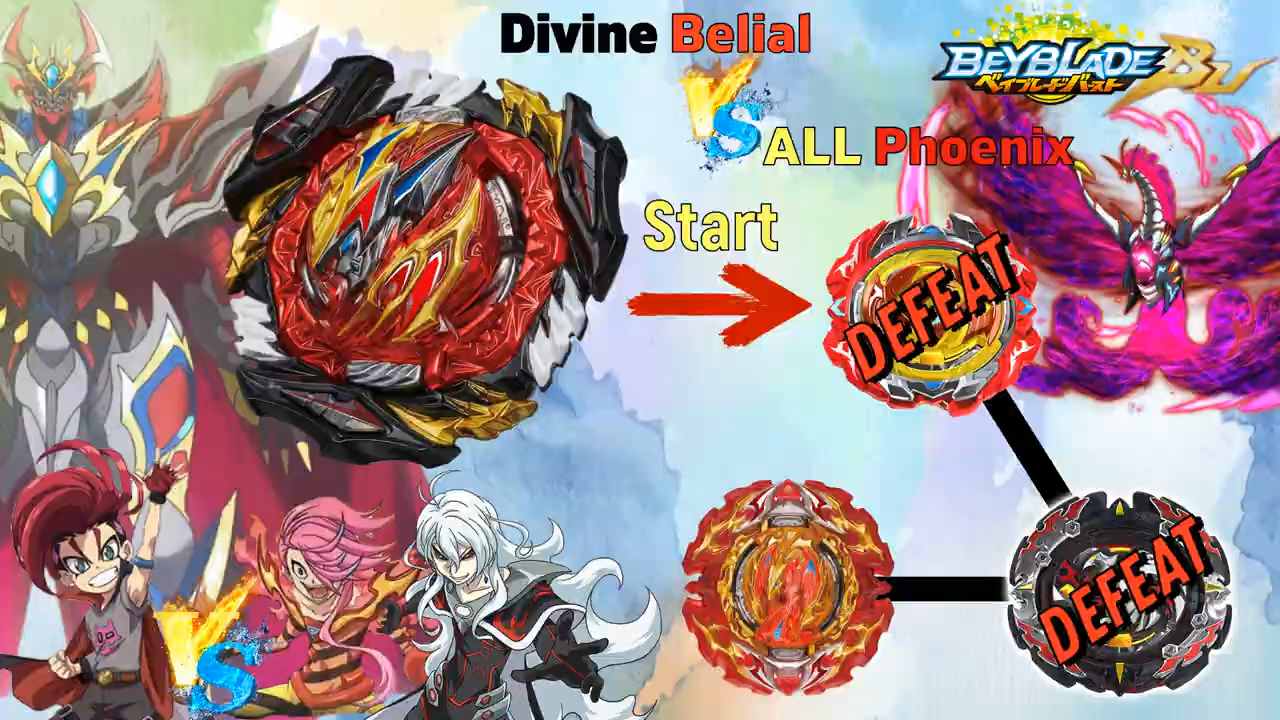 Divine Belial
VS
BEYBLADE BU
ベイブレードバースト
ALL Phoenix
Start
DEFEAT
DEFEAT
VS